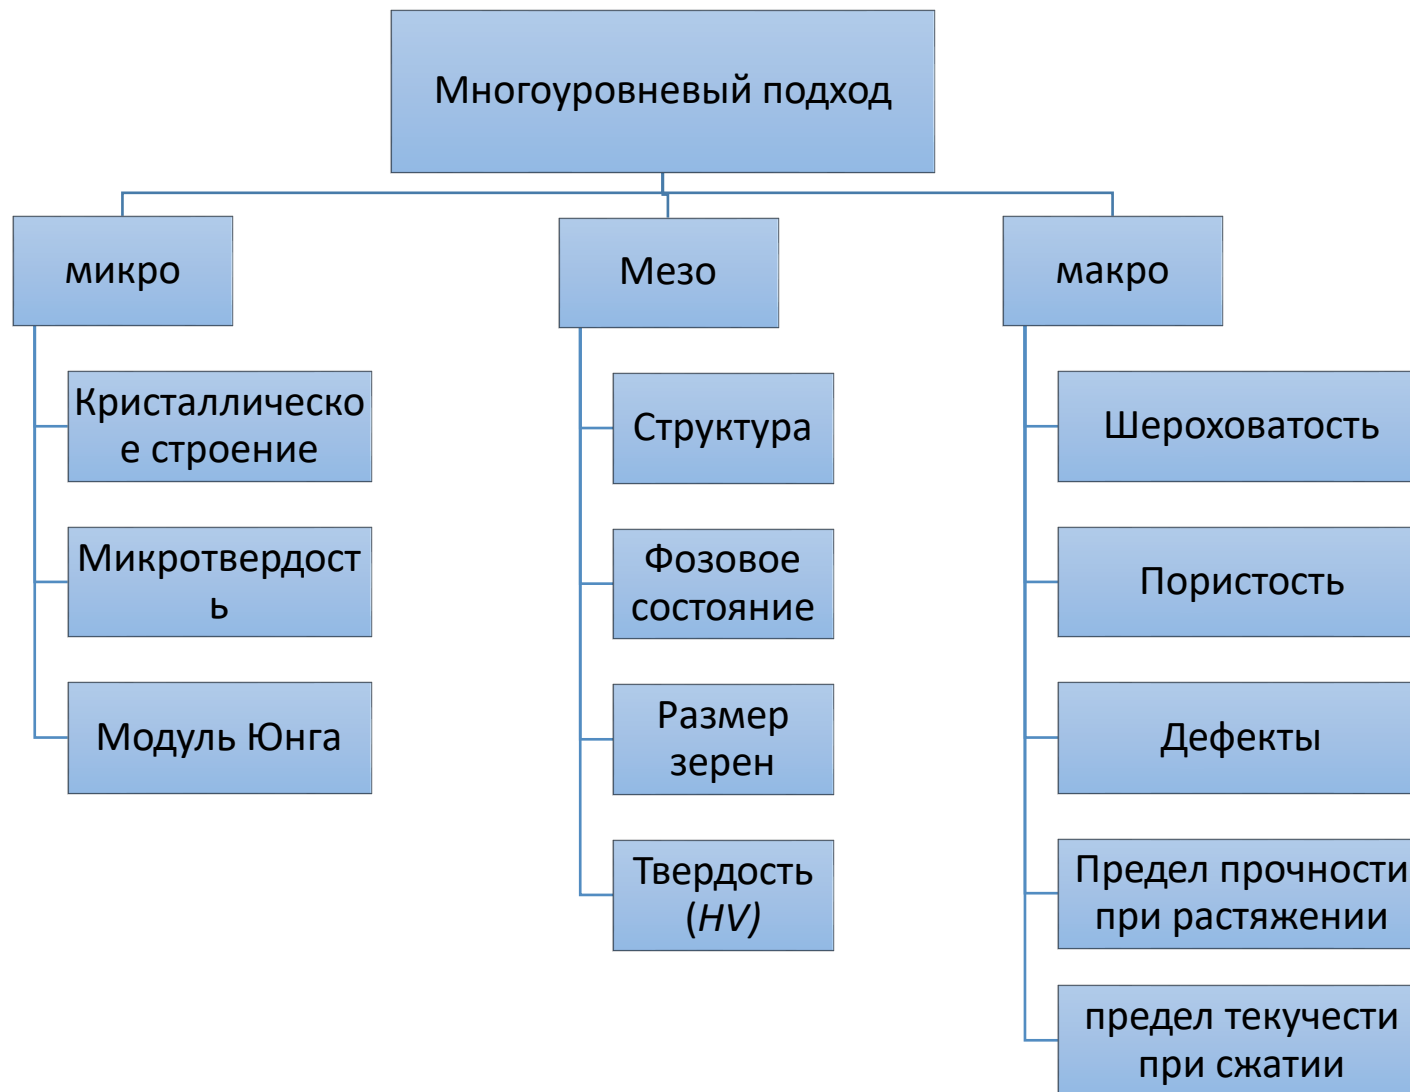 Многоуровневый подход
микро
Кристаллическо
е строение
Микротвердост
ь
Модуль Юнга
Мезо
Структура
Фозовое
состояние
Размер
зерен
Твердость
(HV)
макро
Шероховатость
Пористость
Дефекты
Предел прочности
при растяжении
предел текучести
при сжатии